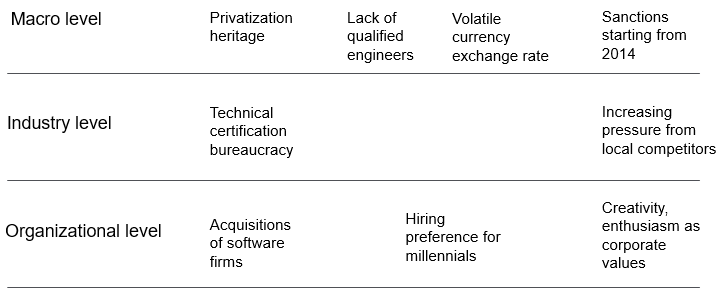 Macro level
Privatization
heritage
Lack of
qualified
engineers
Volatile
currency
exchange rate
Sanctions
starting from
2014
Industry level
Technical
certification
bureaucracy
Increasing
pressure from
local competitors
Organizational level
Acquisitions
of software
firms
Hiring
preference for
millennials
Creativity,
enthusiasm as
corporate
values